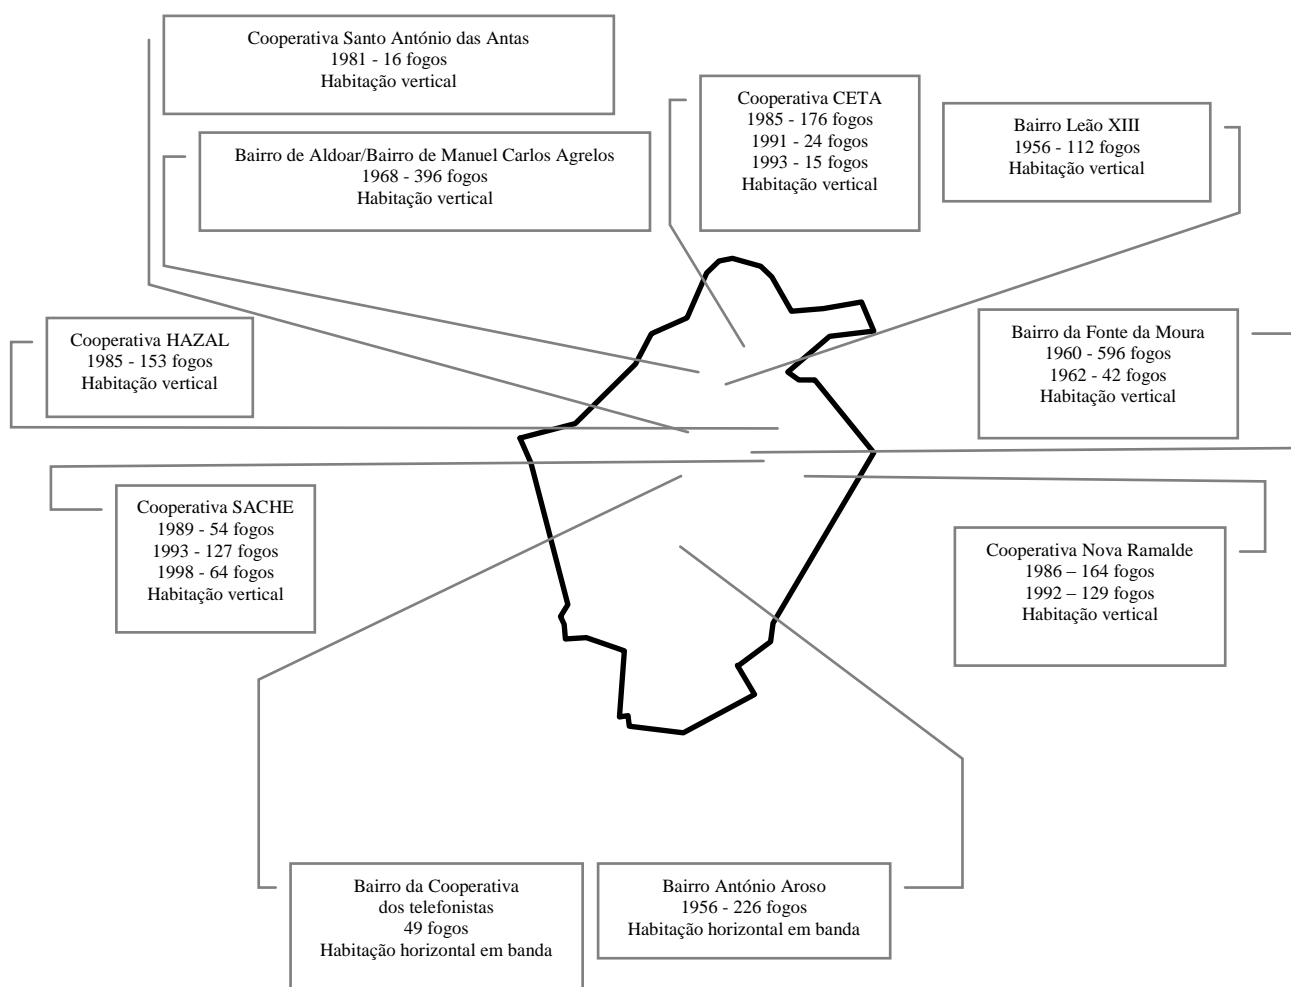 Cooperativa Santo António das Antas
1981 - 16 fogos
Habitação vertical
Cooperativa CETA
1985 - 176 fogos
1991 - 24 fogos
1993 - 15 fogos
Habitação vertical
Bairro Leão XIII
1956 - 112 fogos
Habitação vertical
Bairro de Aldoar/Bairro de Manuel Carlos Agrelos
1968 - 396 fogos
Habitação vertical
Cooperativa HAZAL
1985 - 153 fogos
Habitação vertical
Bairro da Fonte da Moura
1960 - 596 fogos
1962 - 42 fogos
Habitação vertical
Cooperativa SACHE
1989 - 54 fogos
1993 - 127 fogos
1998 - 64 fogos
Habitação vertical
Cooperativa Nova Ramalde
1986 – 164 fogos
1992 – 129 fogos
Habitação vertical
Bairro da Cooperativa
dos telefonistas
49 fogos
Habitação horizontal em banda
Bairro António Aroso
1956 - 226 fogos
Habitação horizontal em banda